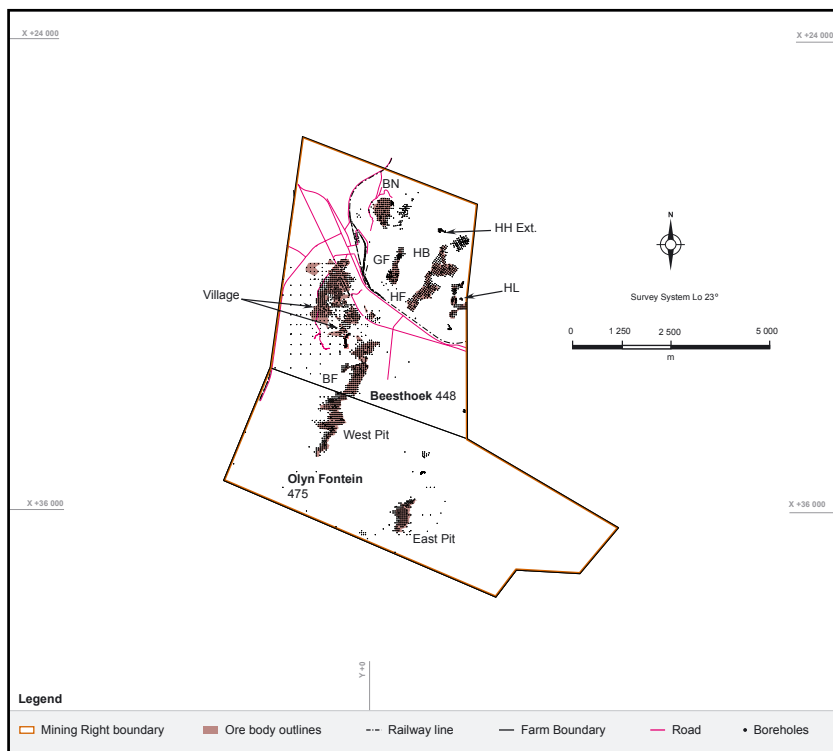 X +24 000
X +24 000
BN
N
HH Ext.
HB
GF
HL
Survey System Lo 23°
Village
HF
0 1 250 2 500 5 000
m
BF
Beesthoek 448
West Pit
Olyn Fontein
475
X +36 000
X +36 000
East Pit
Y +0
Legend
Mining Right boundary Ore body outlines Railway line Farm Boundary Road Boreholes